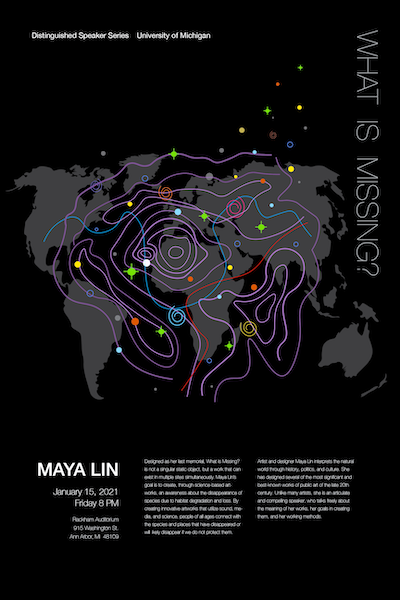 Distinguished Speaker Series University of Michigan
WHAT IS MISSING?
MAYA LIN
January 15, 2021
Friday 8 PM
Rackham Auditorium
915 Washington St.
Ann Arbor, MI 48109
Designed as her last memorial, What is Missing?
is not a singular static object, but a work that can
exist in multiple sites simultaneously. Maya Lin's
goal is to create, through science-based art-
works, an awareness about the disappearance of
species due to habitat degradation and loss. By
creating innovative artworks that utilize sound, me-
dia, and science, people of all ages connect with
the species and places that have disappeared or
will likely disappear if we do not protect them.
Artist and designer Maya Lin interprets the natural
world through history, politics, and culture. She
has designed several of the most significant and
best-known works of public art of the late 20th
century. Unlike many artists, she is an articulate
and compelling speaker, who talks freely about
the meaning of her works, her goals in creating
them, and her working methods.